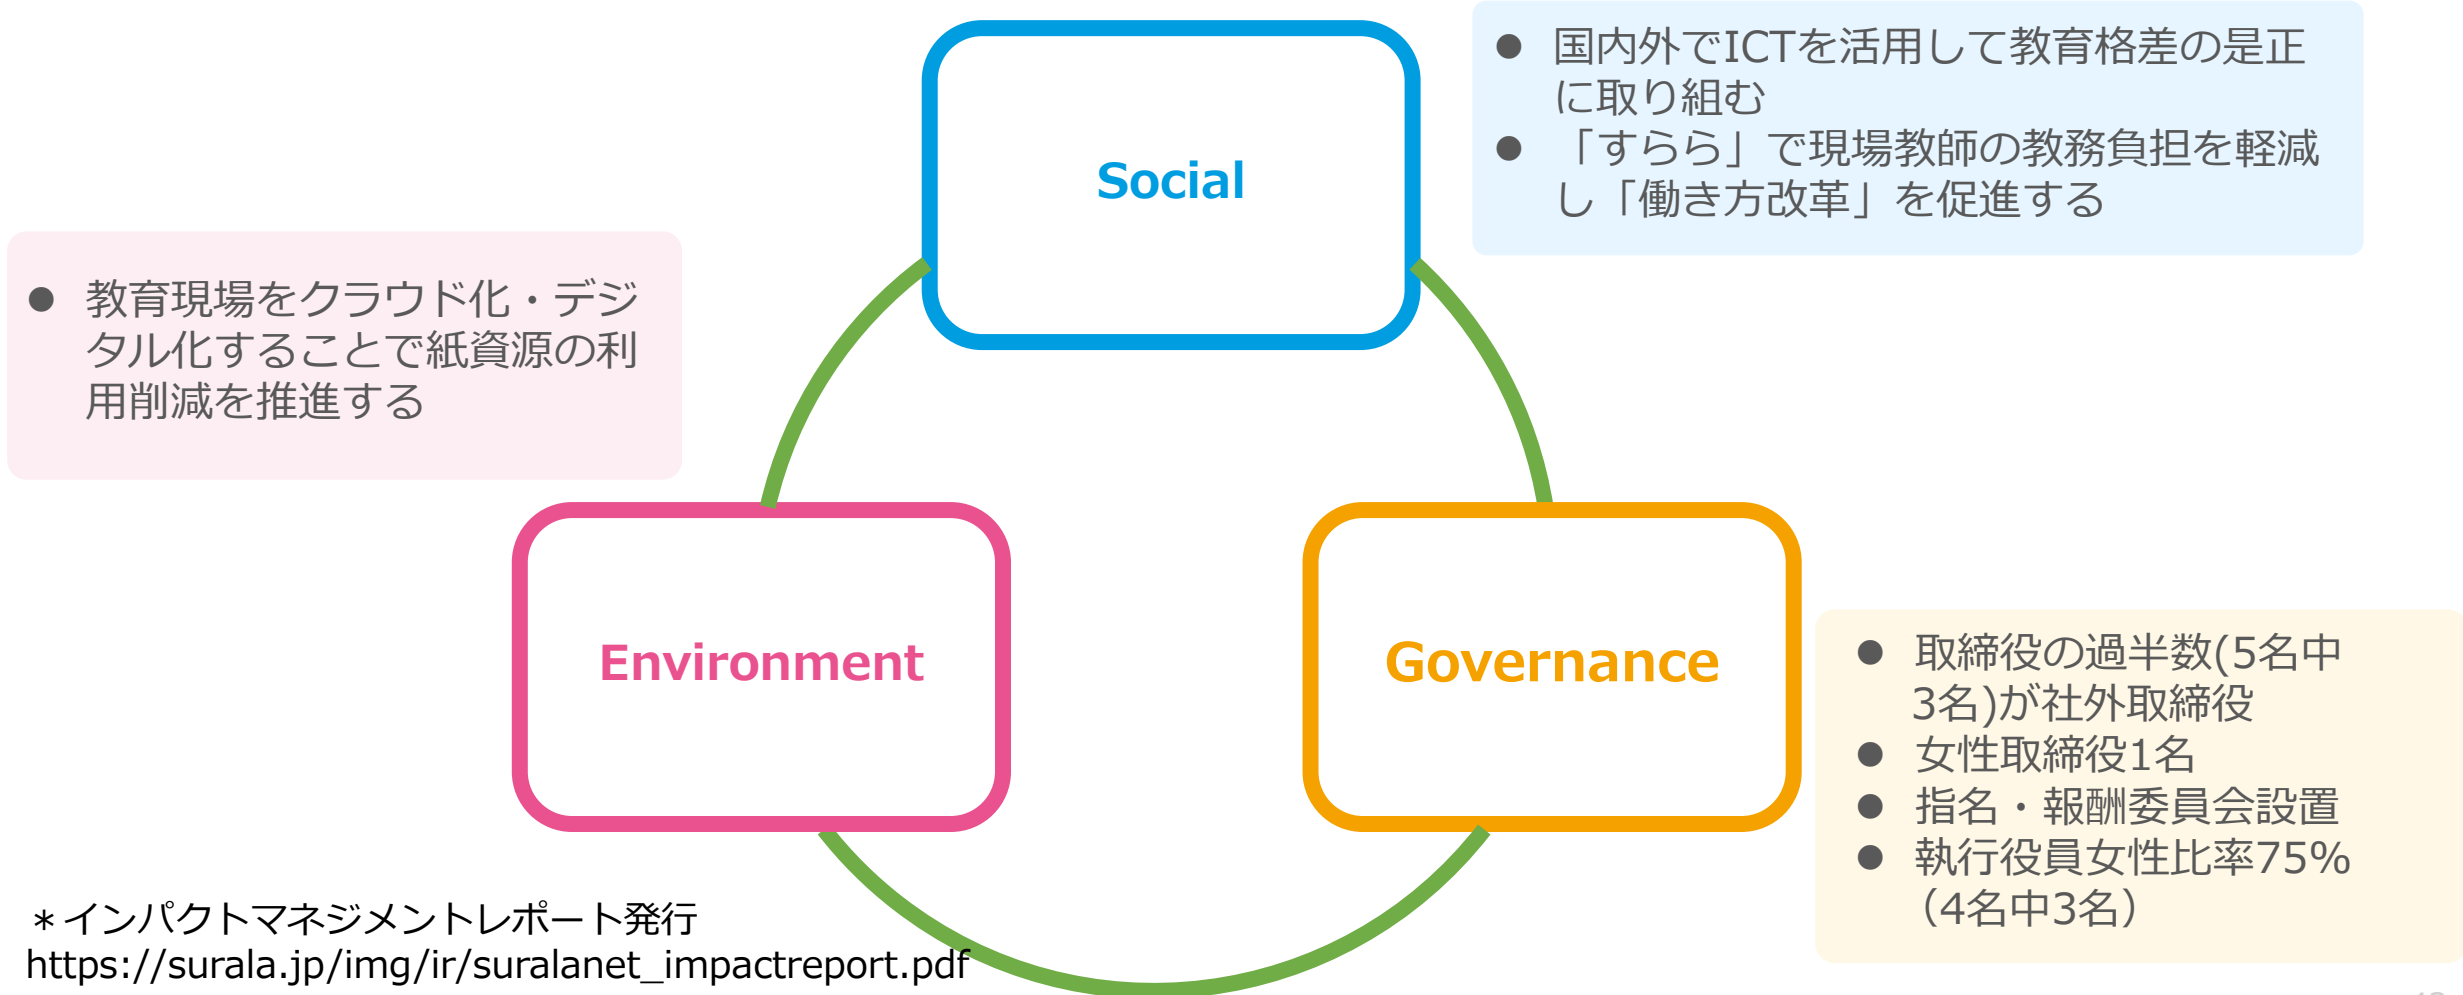 Social
● 国内外でICTを活用して教育格差の是正
に取り組む
● 「すらら」で現場教師の教務負担を軽減
し「働き方改革」を促進する
● 教育現場をクラウド化・デジ
タル化することで紙資源の利
用削減を推進する
Environment
Governance
● 取締役の過半数(5名中
3名)が社外取締役
● 女性取締役1名
● 指名・報酬委員会設置
● 執行役員女性比率75%
（4名中3名）
＊インパクトマネジメントレポート発行
https://surala.jp/img/ir/suralanet_impactreport.pdf